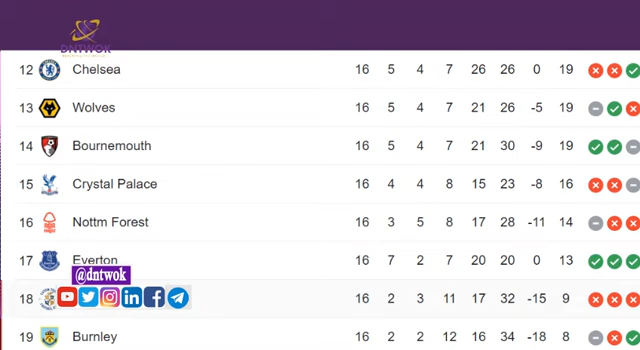 DNTWOK
12 Chelsea 16 5 4 7 26 26 0 19
13 Wolves 16 5 4 7 21 26 -5 19
14 Bournemouth 16 5 4 7 21 30 -9 19
15 Crystal Palace 16 4 4 8 15 23 -8 16
16 Nottm Forest 16 3 5 8 17 28 -11 14
17 Everton 16 7 2 7 20 20 0 13
@dntwok
18 16 2 3 11 17 32 -15 9
19 Burnley 16 2 2 12 16 34 -18 8